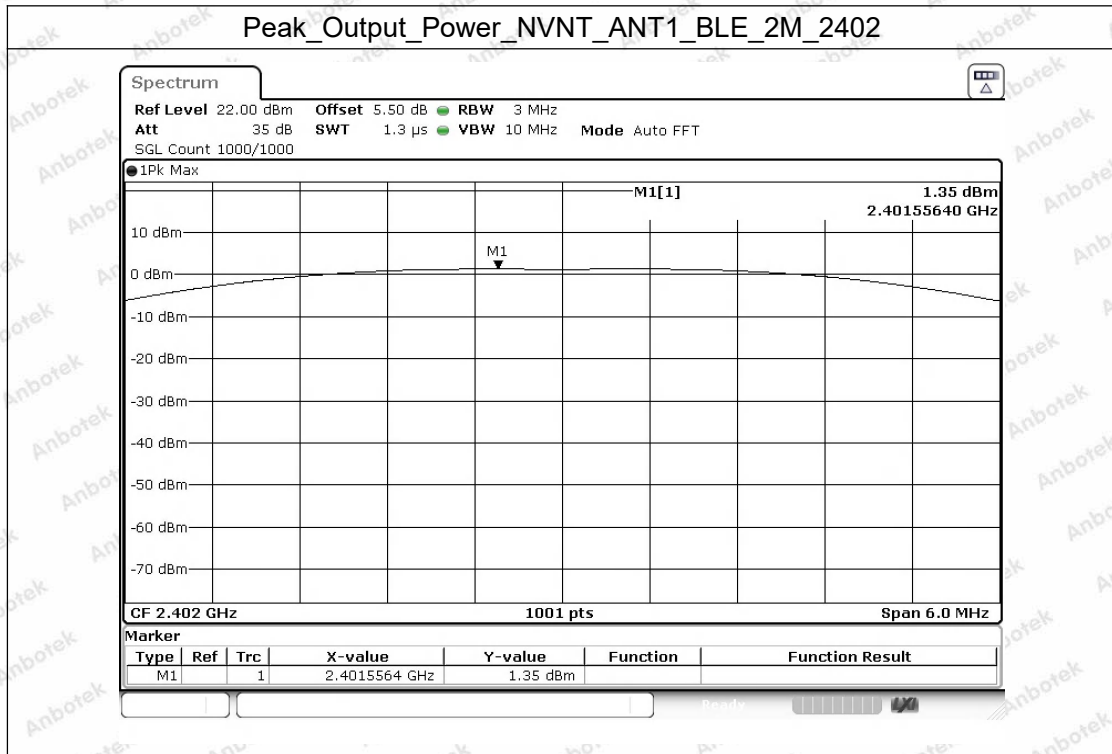 Peak_Output_Power_NVNT_ANT1_BLE_2M_2402
Spectrum
Ref Level 22.00 dBm Offset 5.50 dB RBW 3 MHz
Att 35 dB SWT 1.3 µs VBW 10 MHz Mode Auto FFT
SGL Count 1000/1000
1Pk Max
M1[1] 1.35 dBm
2.40155640 GHz
10 dBm
M1
0 dBm
-10 dBm
-20 dBm
-30 dBm
-40 dBm
-50 dBm
-60 dBm
-70 dBm
CF 2.402 GHz 1001 pts Span 6.0 MHz
Marker
Type Ref Trc X-value Y-value Function Function Result
M1 1 2.4015564 GHz 1.35 dBm
Ready LXI
Anbotek